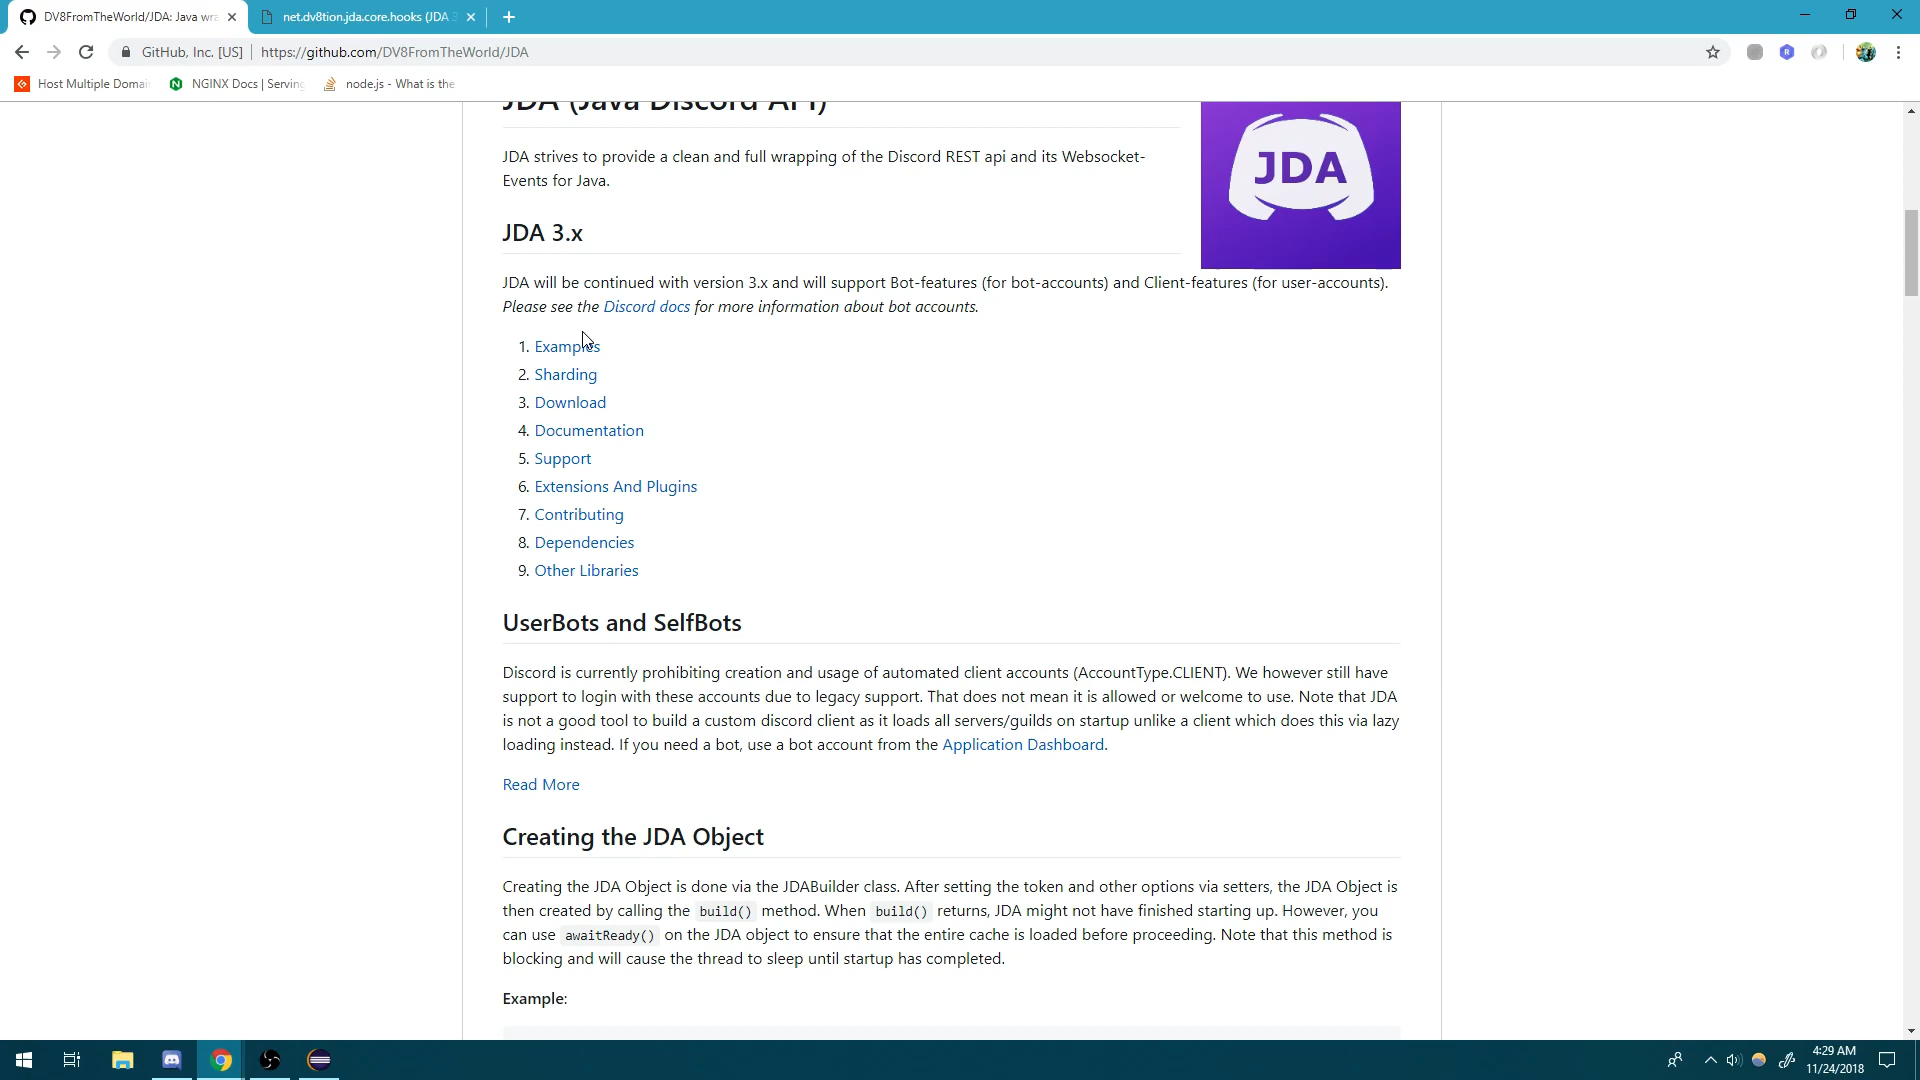 DV8FromTheWorld/JDA: Java wra
net.dv8tion.jda.core.hooks (JDA 3
GitHub, Inc. [US]
https://github.com/DV8FromTheWorld/JDA
Host Multiple Domai
NGINX Docs | Serving
node.js - What is the
JDA (Java Discord API)
JDA
JDA strives to provide a clean and full wrapping of the Discord REST api and its Websocket-
Events for Java.
JDA 3.x
JDA will be continued with version 3.x and will support Bot-features (for bot-accounts) and Client-features (for user-accounts).
Please see the Discord docs for more information about bot accounts.
1. Examples
2. Sharding
3. Download
4. Documentation
5. Support
6. Extensions And Plugins
7. Contributing
8. Dependencies
9. Other Libraries
UserBots and SelfBots
Discord is currently prohibiting creation and usage of automated client accounts (AccountType.CLIENT). We however still have
support to login with these accounts due to legacy support. That does not mean it is allowed or welcome to use. Note that JDA
is not a good tool to build a custom discord client as it loads all servers/guilds on startup unlike a client which does this via lazy
loading instead. If you need a bot, use a bot account from the Application Dashboard.
Read More
Creating the JDA Object
Creating the JDA Object is done via the JDABuilder class. After setting the token and other options via setters, the JDA Object is
then created by calling the build() method. When build() returns, JDA might not have finished starting up. However, you
can use awaitReady() on the JDA object to ensure that the entire cache is loaded before proceeding. Note that this method is
blocking and will cause the thread to sleep until startup has completed.
Example:
4:29 AM
11/24/2018